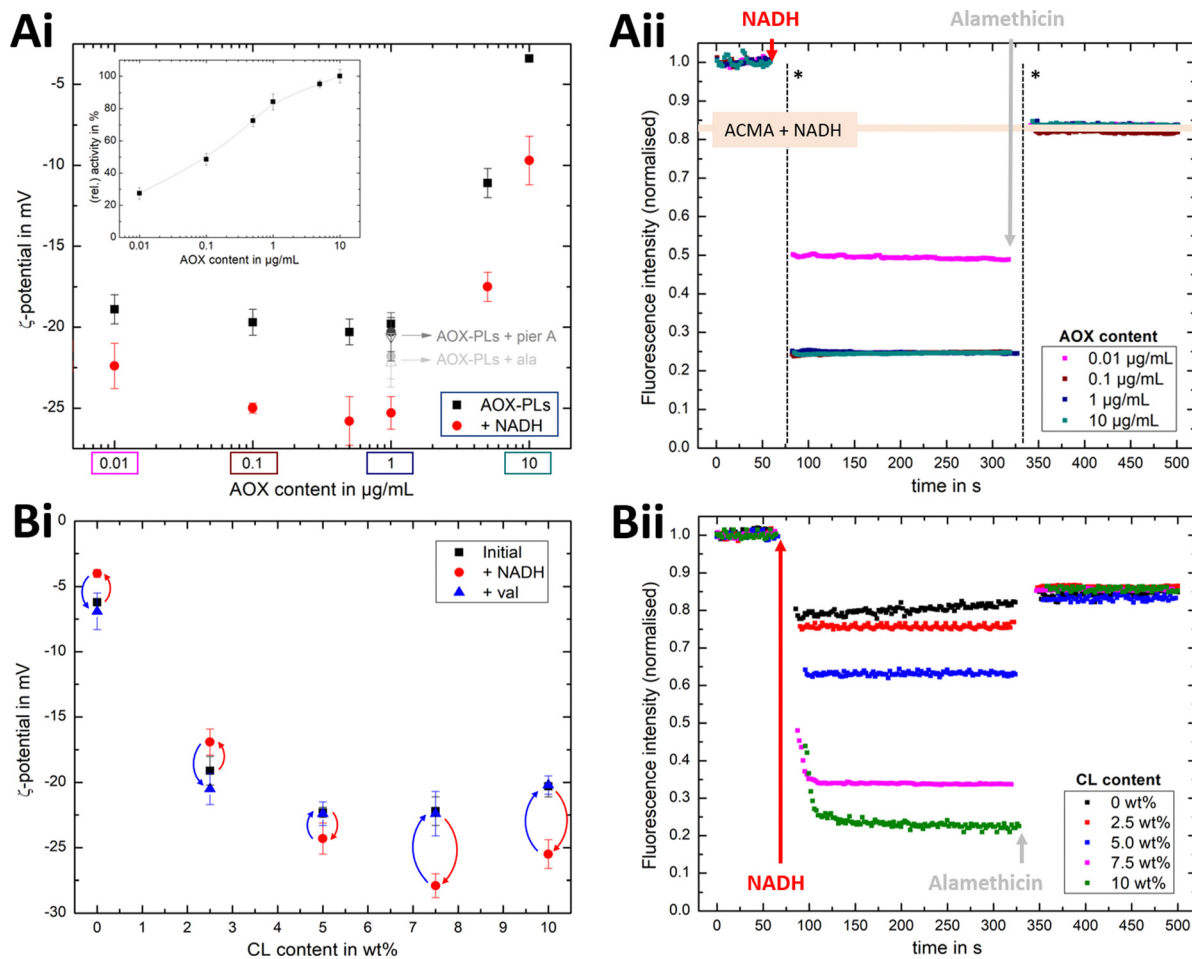 Ai
ζ-potential in mV
-5
-10
-15
-20
-25
(rel.) activity in %
100
80
60
40
20
0
0.01
0.1
1
10
AOX content in µg/mL
AOX-PLs + pier A
AOX-PLs + ala
AOX-PLs
+ NADH
0.01
0.1
1
10
AOX content in µg/mL
Aii
NADH
Alamethicin
Fluorescence intensity (normalised)
1.0
0.9
0.8
0.7
0.6
0.5
0.4
0.3
0.2
0.1
0.0
*
*
ACMA + NADH
AOX content
0.01 µg/mL
0.1 µg/mL
1 µg/mL
10 µg/mL
0
50
100
150
200
250
300
350
400
450
500
time in s
Bi
ζ-potential in mV
0
-5
-10
-15
-20
-25
-30
Initial
+ NADH
+ val
0
1
2
3
4
5
6
7
8
9
10
CL content in wt%
Bii
Fluorescence intensity (normalised)
1.0
0.9
0.8
0.7
0.6
0.5
0.4
0.3
0.2
0.1
0.0
NADH
Alamethicin
CL content
0 wt%
2.5 wt%
5.0 wt%
7.5 wt%
10 wt%
0
50
100
150
200
250
300
350
400
450
500
time in s